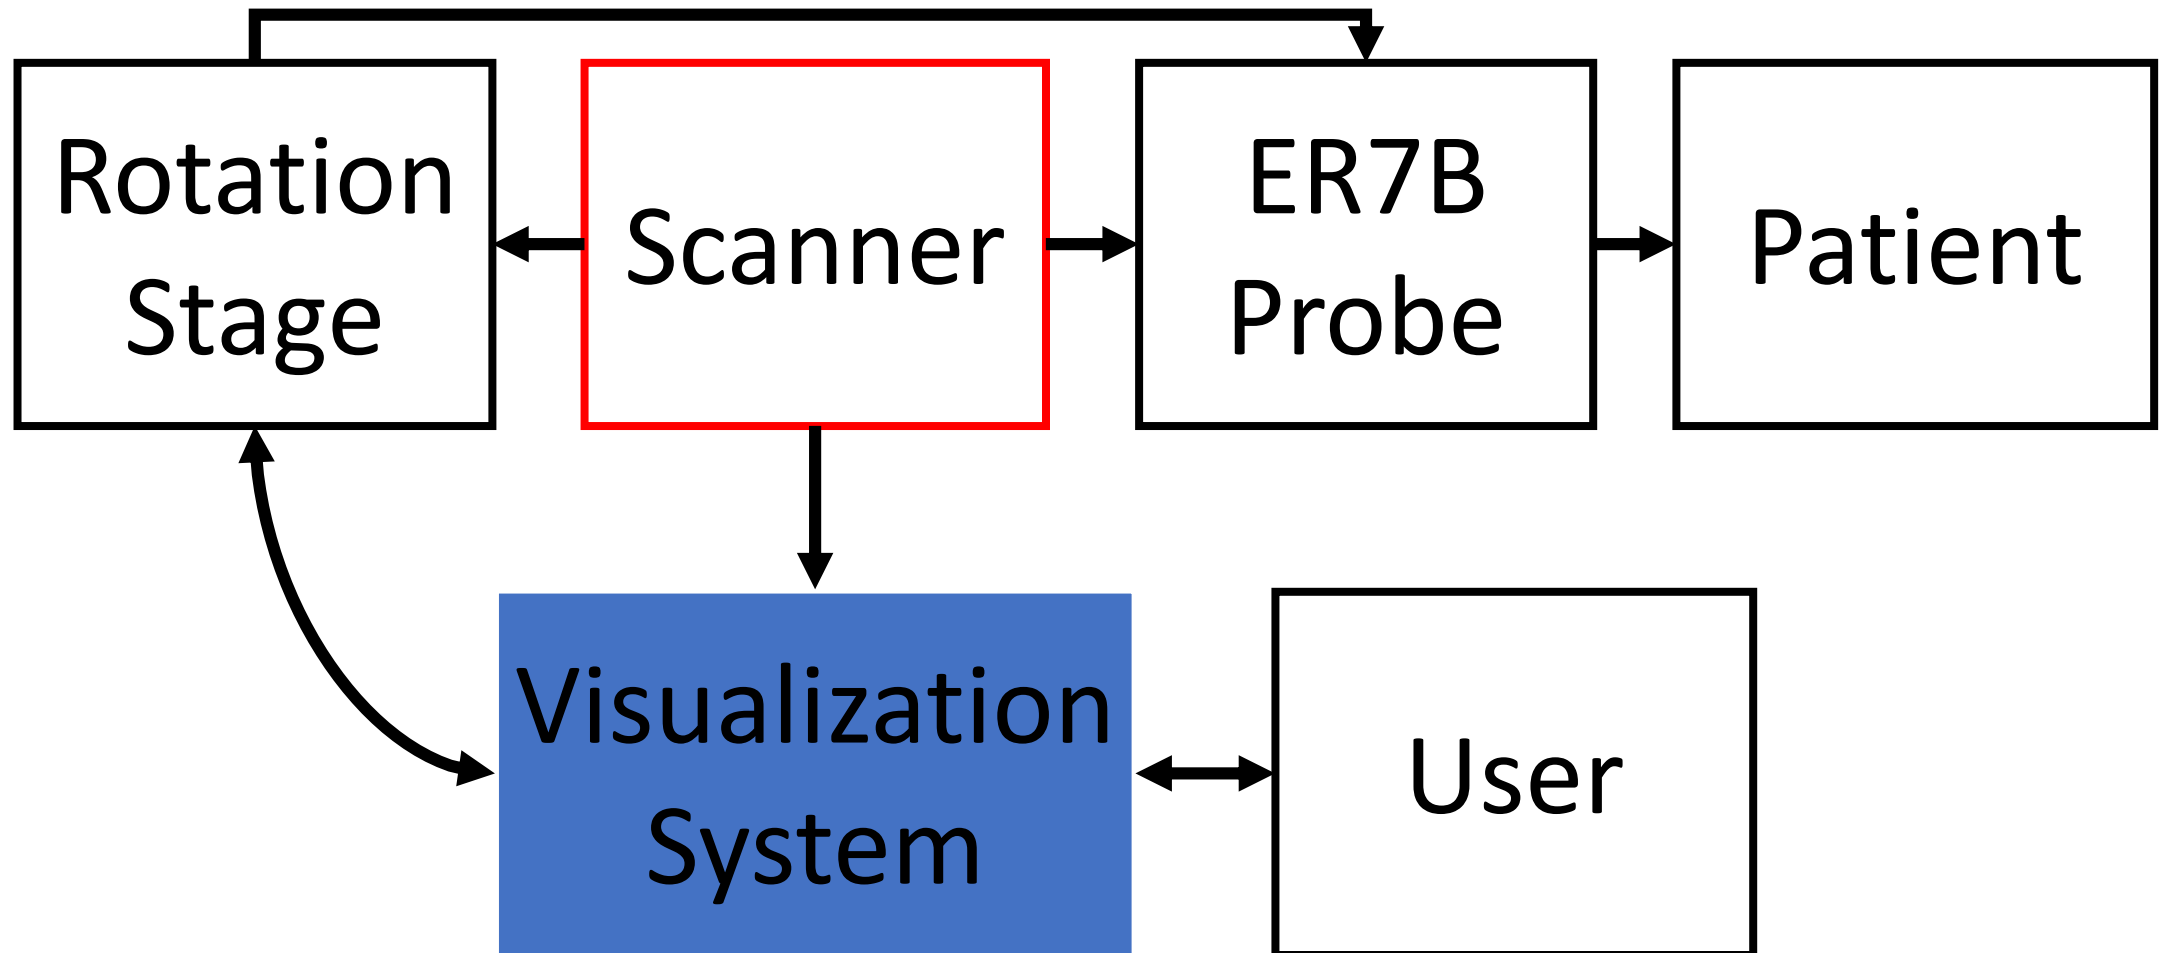 Rotation
Stage
Scanner
ER7B
Probe
Patient
Visualization
System
User